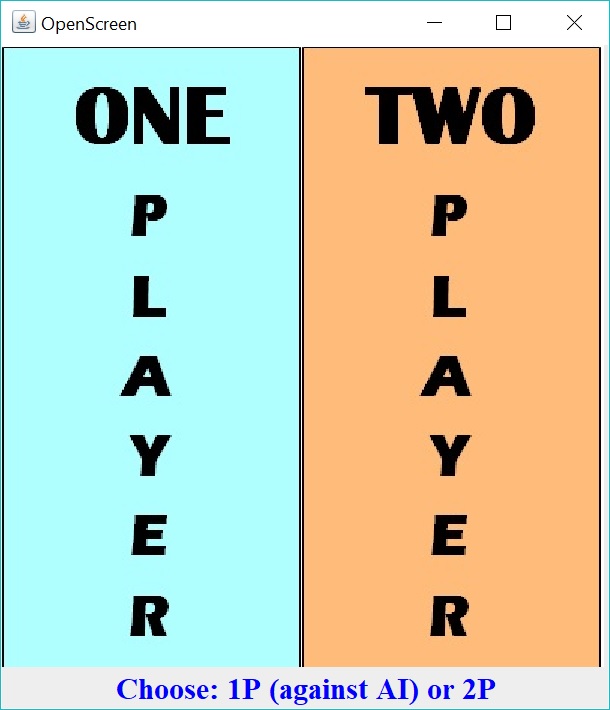 OpenScreen
ONE
P
L
A
Y
E
R
TWO
P
L
A
Y
E
R
Choose: 1P (against AI) or 2P